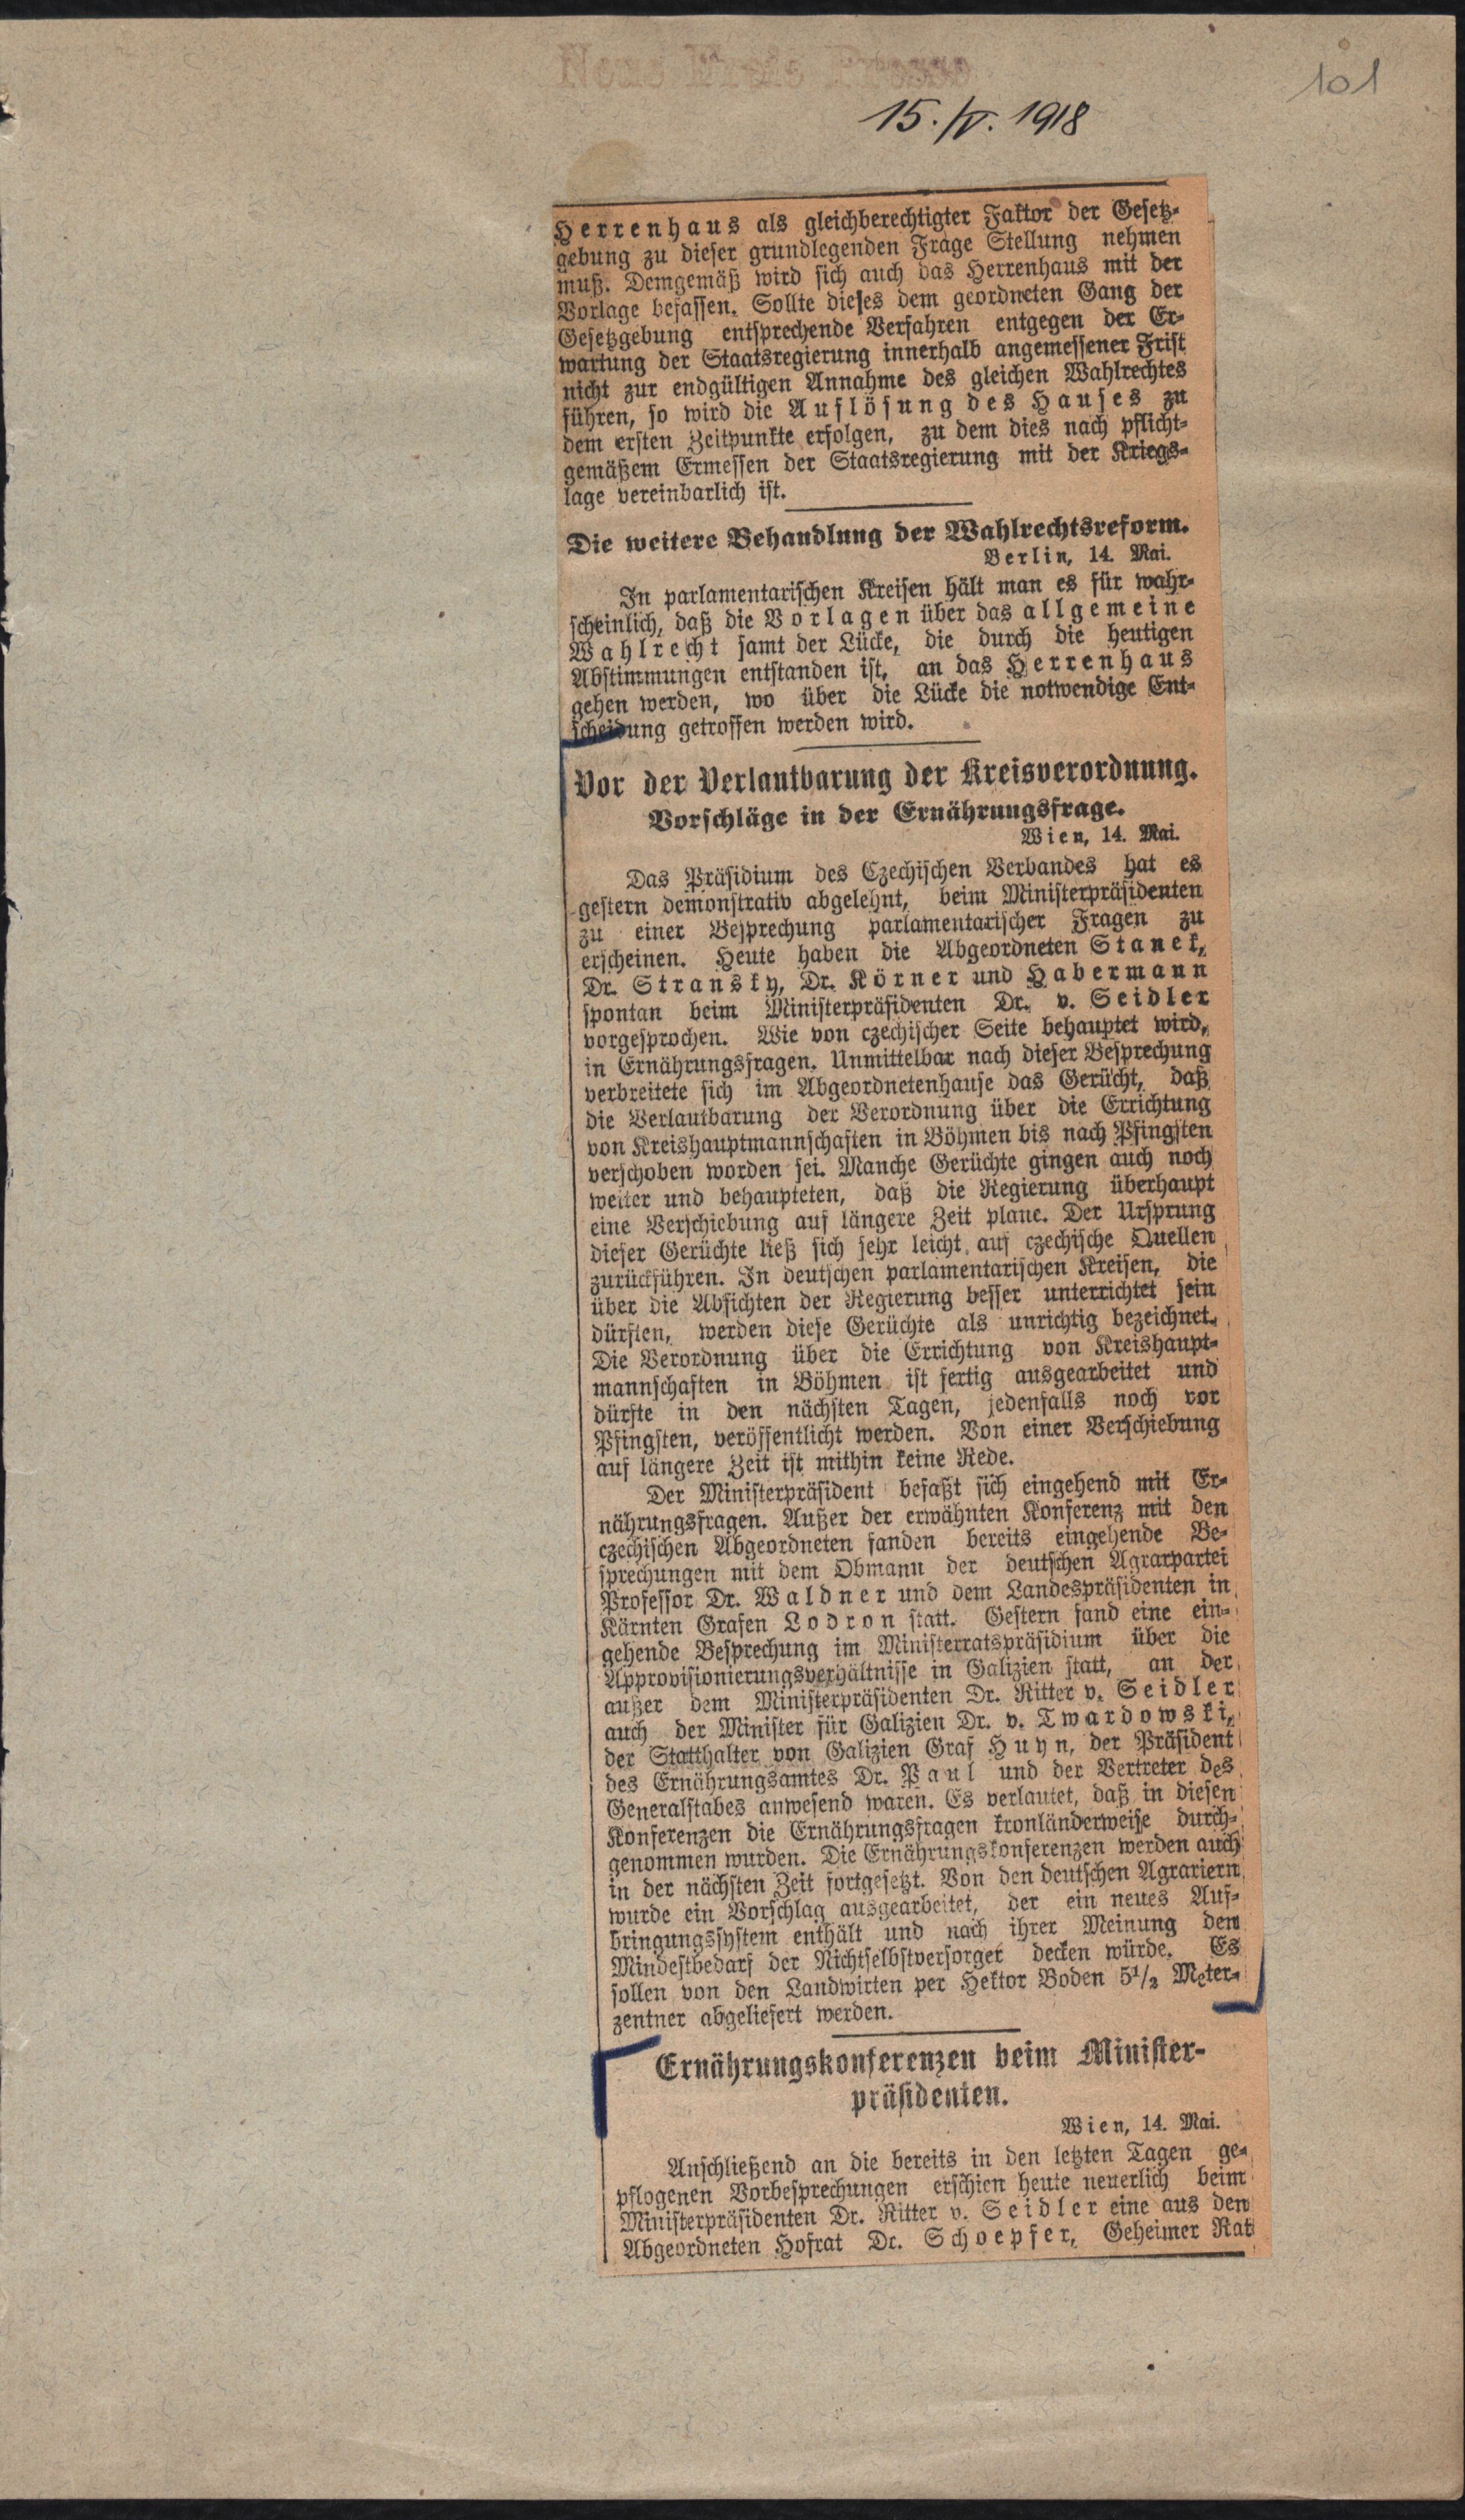 Neue Freie Presse
101
15./V. 1918
Herrenhaus als gleichberechtigter Faktor der Gesetz-
gebung zu dieser grundlegenden Frage Stellung nehmen
muß. Demgemäß wird sich auch das Herrenhaus mit der
Vorlage befassen. Sollte dieses dem geordneten Gang der
Gesetzgebung entsprechende Verfahren entgegen der Er-
wartung der Staatsregierung innerhalb angemessener Frist
nicht zur endgültigen Annahme des gleichen Wahlrechtes
führen, so wird die Auflösung des Hauses zu
dem ersten Zeitpunkte erfolgen, zu dem dies nach pflicht-
gemäßem Ermessen der Staatsregierung mit der Kriegs-
lage vereinbarlich ist.
Die weitere Behandlung der Wahlrechtsreform.
Berlin, 14. Mai.
In parlamentarischen Kreisen hält man es für wahr-
scheinlich, daß die Vorlagen über das allgemeine
Wahlrecht samt der Lücke, die durch die heutigen
Abstimmungen entstanden ist, an das Herrenhaus
gehen werden, wo über die Lücke die notwendige Ent-
scheidung getroffen werden wird.
Vor der Verlautbarung der Kreisverordnung.
Vorschläge in der Ernährungsfrage.
Wien, 14. Mai.
Das Präsidium des Czechischen Verbandes hat es
gestern demonstrativ abgelehnt, beim Ministerpräsidenten
zu einer Besprechung parlamentarischer Fragen zu
erscheinen. Heute haben die Abgeordneten Stanek,
Dr. Stransky, Dr. Körner und Habermann
spontan beim Ministerpräsidenten Dr. v. Seidler
vorgesprochen. Wie von czechischer Seite behauptet wird,
in Ernährungsfragen. Unmittelbar nach dieser Besprechung
verbreitete sich im Abgeordnetenhause das Gerücht, daß
die Verlautbarung der Verordnung über die Errichtung
von Kreishauptmannschaften in Böhmen bis nach Pfingsten
verschoben worden sei. Manche Gerüchte gingen auch noch
weiter und behaupteten, daß die Regierung überhaupt
eine Verschiebung auf längere Zeit plane. Der Ursprung
dieser Gerüchte ließ sich sehr leicht auf czechische Quellen
zurückführen. In deutschen parlamentarischen Kreisen, die
über die Absichten der Regierung besser unterrichtet sein
dürften, werden diese Gerüchte als unrichtig bezeichnet.
Die Verordnung über die Errichtung von Kreishaupt-
mannschaften in Böhmen ist fertig ausgearbeitet und
dürfte in den nächsten Tagen, jedenfalls noch vor
Pfingsten, veröffentlicht werden. Von einer Verschiebung
auf längere Zeit ist mithin keine Rede.
Der Ministerpräsident befaßt sich eingehend mit Er-
nährungsfragen. Außer der erwähnten Konferenz mit den
czechischen Abgeordneten fanden bereits eingehende Be-
sprechungen mit dem Obmann der deutschen Agrarpartei
Professor Dr. Waldner und dem Landespräsidenten in
Kärnten Grafen Lodron statt. Gestern fand eine ein-
gehende Besprechung im Ministerratspräsidium über die
Approvisionierungsverhältnisse in Galizien statt, an der
außer dem Ministerpräsidenten Dr. Ritter v. Seidler
auch der Minister für Galizien Dr. v. Twardowski,
der Statthalter von Galizien Graf Huyn, der Präsident
des Ernährungsamtes Dr. Paul und der Vertreter des
Generalstabes anwesend waren. Es verlautet, daß in diesen
Konferenzen die Ernährungsfragen kronländerweise durch-
genommen wurden. Die Ernährungskonferenzen werden auch
in der nächsten Zeit fortgesetzt. Von den deutschen Agrariern
wurde ein Vorschlag ausgearbeitet, der ein neues Auf-
bringungssystem enthält und nach ihrer Meinung den
Mindestbedarf der Nichtselbstversorger decken würde. Es
sollen von den Landwirten per Hektor Boden 5½ Meter-
zentner abgeliefert werden.
Ernährungskonferenzen beim Minister-
präsidenten.
Wien, 14. Mai.
Anschließend an die bereits in den letzten Tagen ge-
pflogenen Vorbesprechungen erschien heute neuerlich beim
Ministerpräsidenten Dr. Ritter v. Seidler eine aus den
Abgeordneten Hofrat Dr. Schoepfer, Geheimer Rat